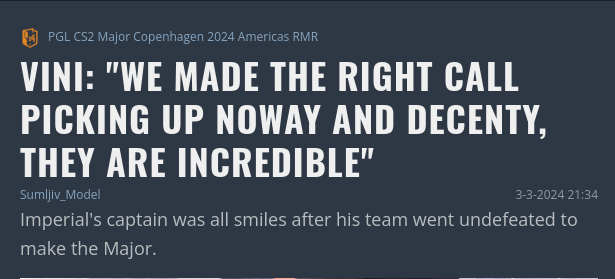 PGL CS2 Major Copenhagen 2024 Americas RMR
VINI: "WE MADE THE RIGHT CALL
PICKING UP NOWAY AND DECENTY,
THEY ARE INCREDIBLE"
Sumljiv_Model 3-3-2024 21:34
Imperial's captain was all smiles after his team went undefeated to
make the Major.